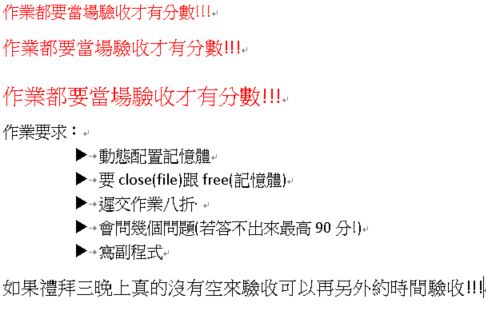 作業都要當場驗收才有分數!!!
作業都要當場驗收才有分數!!!
作業都要當場驗收才有分數!!!
作業要求：
動態配置記憶體
要 close(file)跟 free(記憶體)
遲交作業八折·
會問幾個問題(若答不出來最高 90 分!)
寫副程式
如果禮拜三晚上真的沒有空來驗收可以再另外約時間驗收!!!